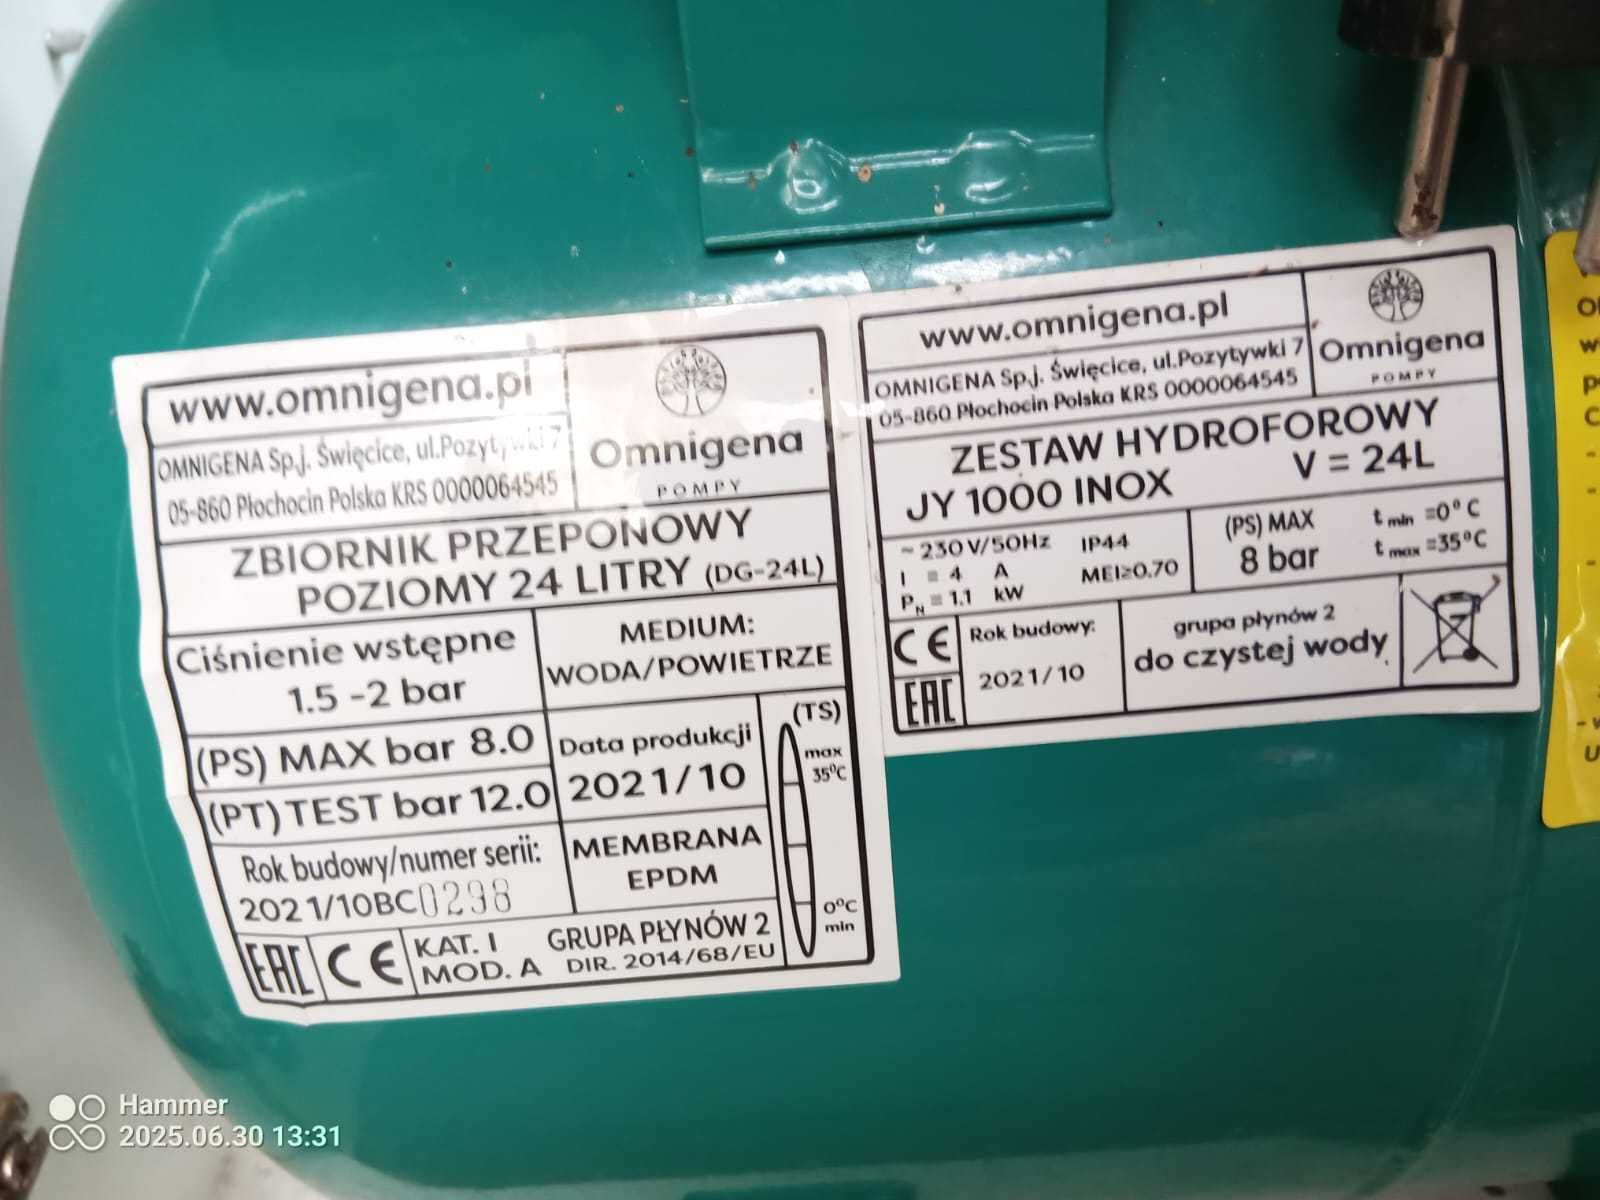 www.omnigena.pl
OMNIGENA Sp.j. Święcice, ul.Pozytywki 7
05-860 Płochocin Polska KRS 0000064545
Omnigena
POMPY
ZBIORNIK PRZEPONOWY
POZIOMY 24 LITRY (DG-24L)
Ciśnienie wstępne
1.5 -2 bar
MEDIUM:
WODA/POWIETRZE
(PS) MAX bar 8.0
(PT) TEST bar 12.0
Data produkcji
2021/10
(TS)
max
35°C
Rok budowy/numer serii:
2021/10BC0298
MEMBRANA
EPDM
0°C
min
EAC CE
KAT. I
MOD. A
GRUPA PŁYNÓW 2
DIR. 2014/68/EU
www.omnigena.pl
OMNIGENA Sp.j. Święcice, ul.Pozytywki 7
05-860 Płochocin Polska KRS 0000064545
Omnigena
POMPY
ZESTAW HYDROFOROWY
JY 1000 INOX V = 24L
~ 230V/50Hz IP44
I = 4 A
MEI≥0.70
PN = 1.1 kW
(PS) MAX
8 bar
t min =0° C
t max =35°C
CE
EAC
Rok budowy:
2021/10
grupa płynów 2
do czystej wody
Hammer
2025.06.30 13:31